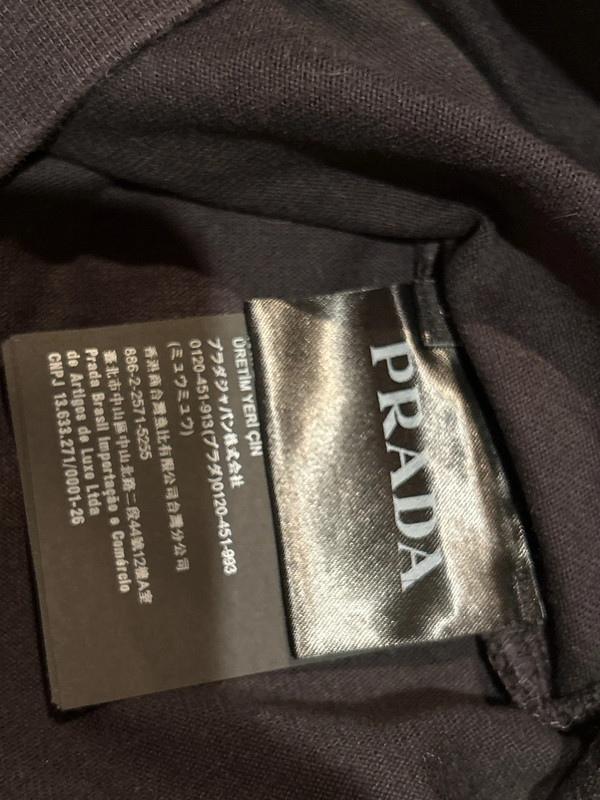 PRADA
ÜRETİM YERİ ÇİN
プラダジャパン株式会社
0120-451-913(プラダ)0120-451-993
(ミュウミュウ)
香港商台灣普拉達有限公司台灣分公司
886-2-2571-5255
臺北市中山區中山北路二段44號12樓A室
Prada Brasil Importação e Comércio
de Artigos de Luxo Ltda
CNPJ 13.633.271/0001-26